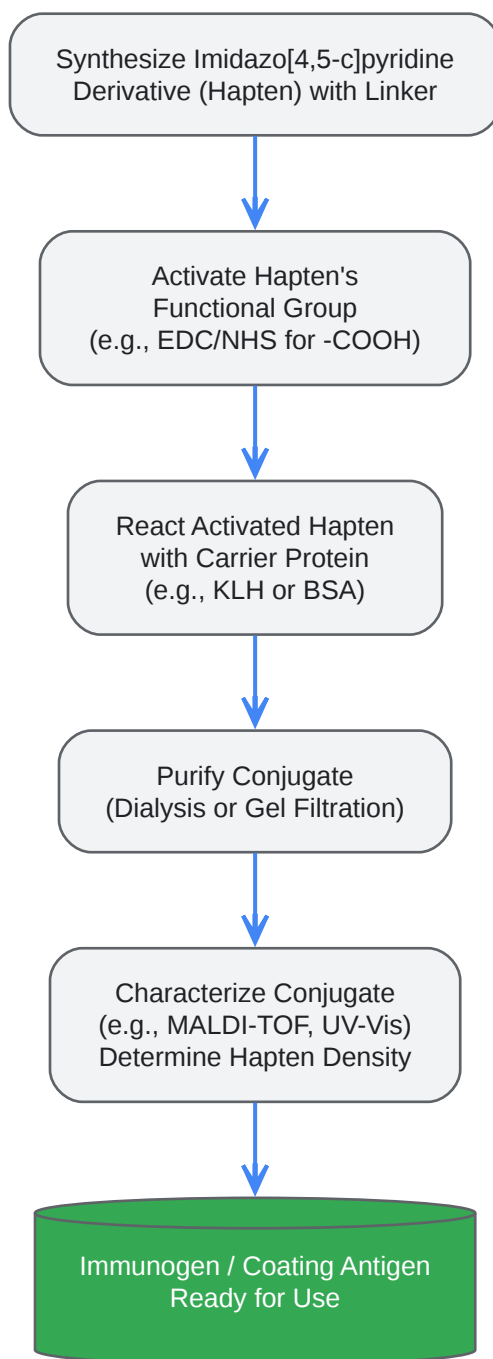 Synthesize Imidazo[4,5-c]pyridine
Derivative (Hapten) with Linker
Activate Hapten's
Functional Group
(e.g., EDC/NHS for -COOH)
React Activated Hapten
with Carrier Protein
(e.g., KLH or BSA)
Purify Conjugate
(Dialysis or Gel Filtration)
Characterize Conjugate
(e.g., MALDI-TOF, UV-Vis)
Determine Hapten Density
Immunogen / Coating Antigen
Ready for Use